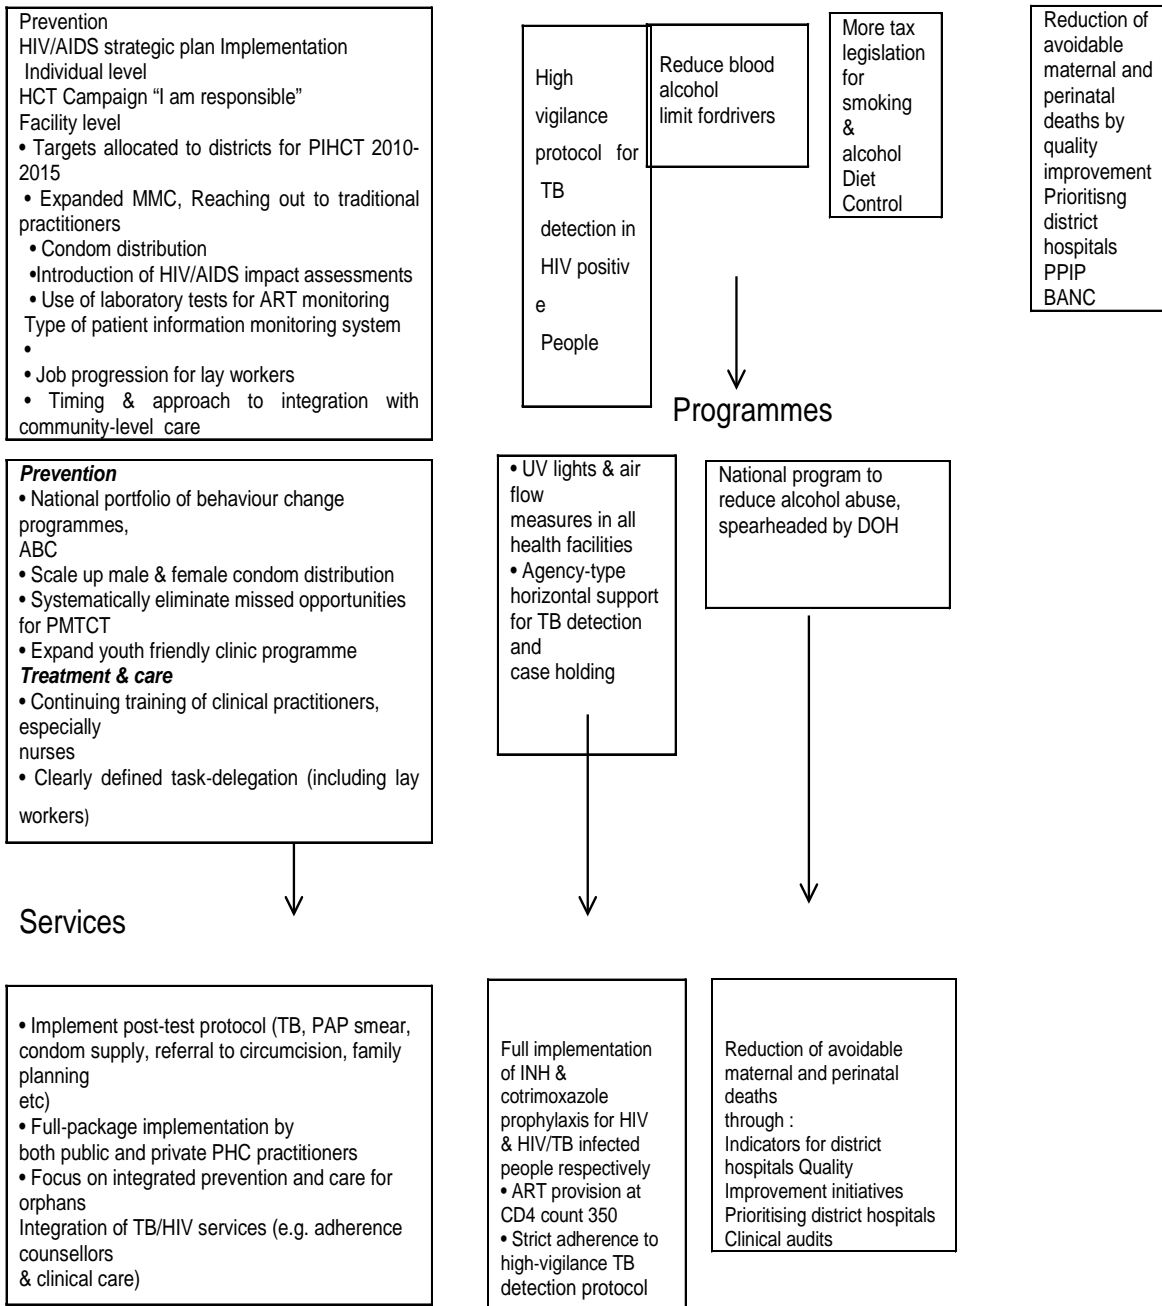 Prevention
HIV/AIDS strategic plan Implementation
Individual level
HCT Campaign “I am responsible”
Facility level
• Targets allocated to districts for PIHCT 2010-
2015
• Expanded MMC, Reaching out to traditional
practitioners
• Condom distribution
•Introduction of HIV/AIDS impact assessments
• Use of laboratory tests for ART monitoring
Type of patient information monitoring system
•
• Job progression for lay workers
• Timing & approach to integration with
community-level care
High
vigilance
protocol for
TB
detection in
HIV positiv
e
People
Reduce blood
alcohol
limit fordrivers
More tax
legislation
for
smoking
&
alcohol
Diet
Control
Reduction of
avoidable
maternal and
perinatal
deaths by
quality
improvement
Prioritisng
district
hospitals
PPIP
BANC
Programmes
Prevention
• National portfolio of behaviour change
programmes,
ABC
• Scale up male & female condom distribution
• Systematically eliminate missed opportunities
for PMTCT
• Expand youth friendly clinic programme
Treatment & care
• Continuing training of clinical practitioners,
especially
nurses
• Clearly defined task-delegation (including lay
workers)
• UV lights & air
flow
measures in all
health facilities
• Agency-type
horizontal support
for TB detection
and
case holding
National program to
reduce alcohol abuse,
spearheaded by DOH
Services
• Implement post-test protocol (TB, PAP smear,
condom supply, referral to circumcision, family
planning
etc)
• Full-package implementation by
both public and private PHC practitioners
• Focus on integrated prevention and care for
orphans
Integration of TB/HIV services (e.g. adherence
counsellors
& clinical care)
Full implementation
of INH &
cotrimoxazole
prophylaxis for HIV
& HIV/TB infected
people respectively
• ART provision at
CD4 count 350
• Strict adherence to
high-vigilance TB
detection protocol
Reduction of avoidable
maternal and perinatal
deaths
through :
Indicators for district
hospitals Quality
Improvement initiatives
Prioritising district hospitals
Clinical audits